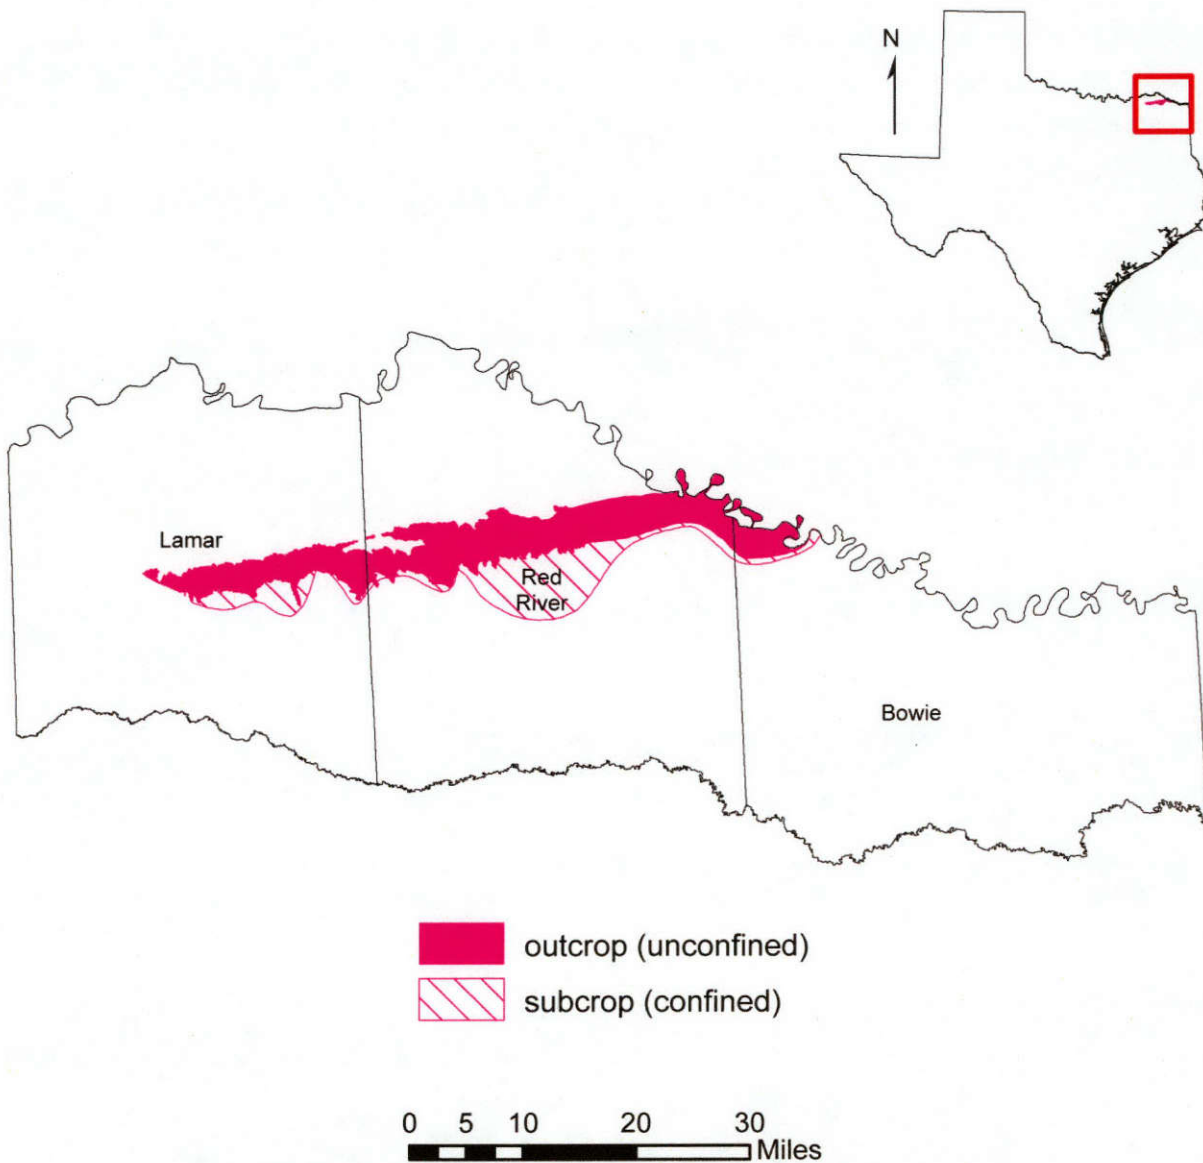 N
Lamar
Red
River
Bowie
outcrop (unconfined)
subcrop (confined)
0 5 10 20 30
Miles